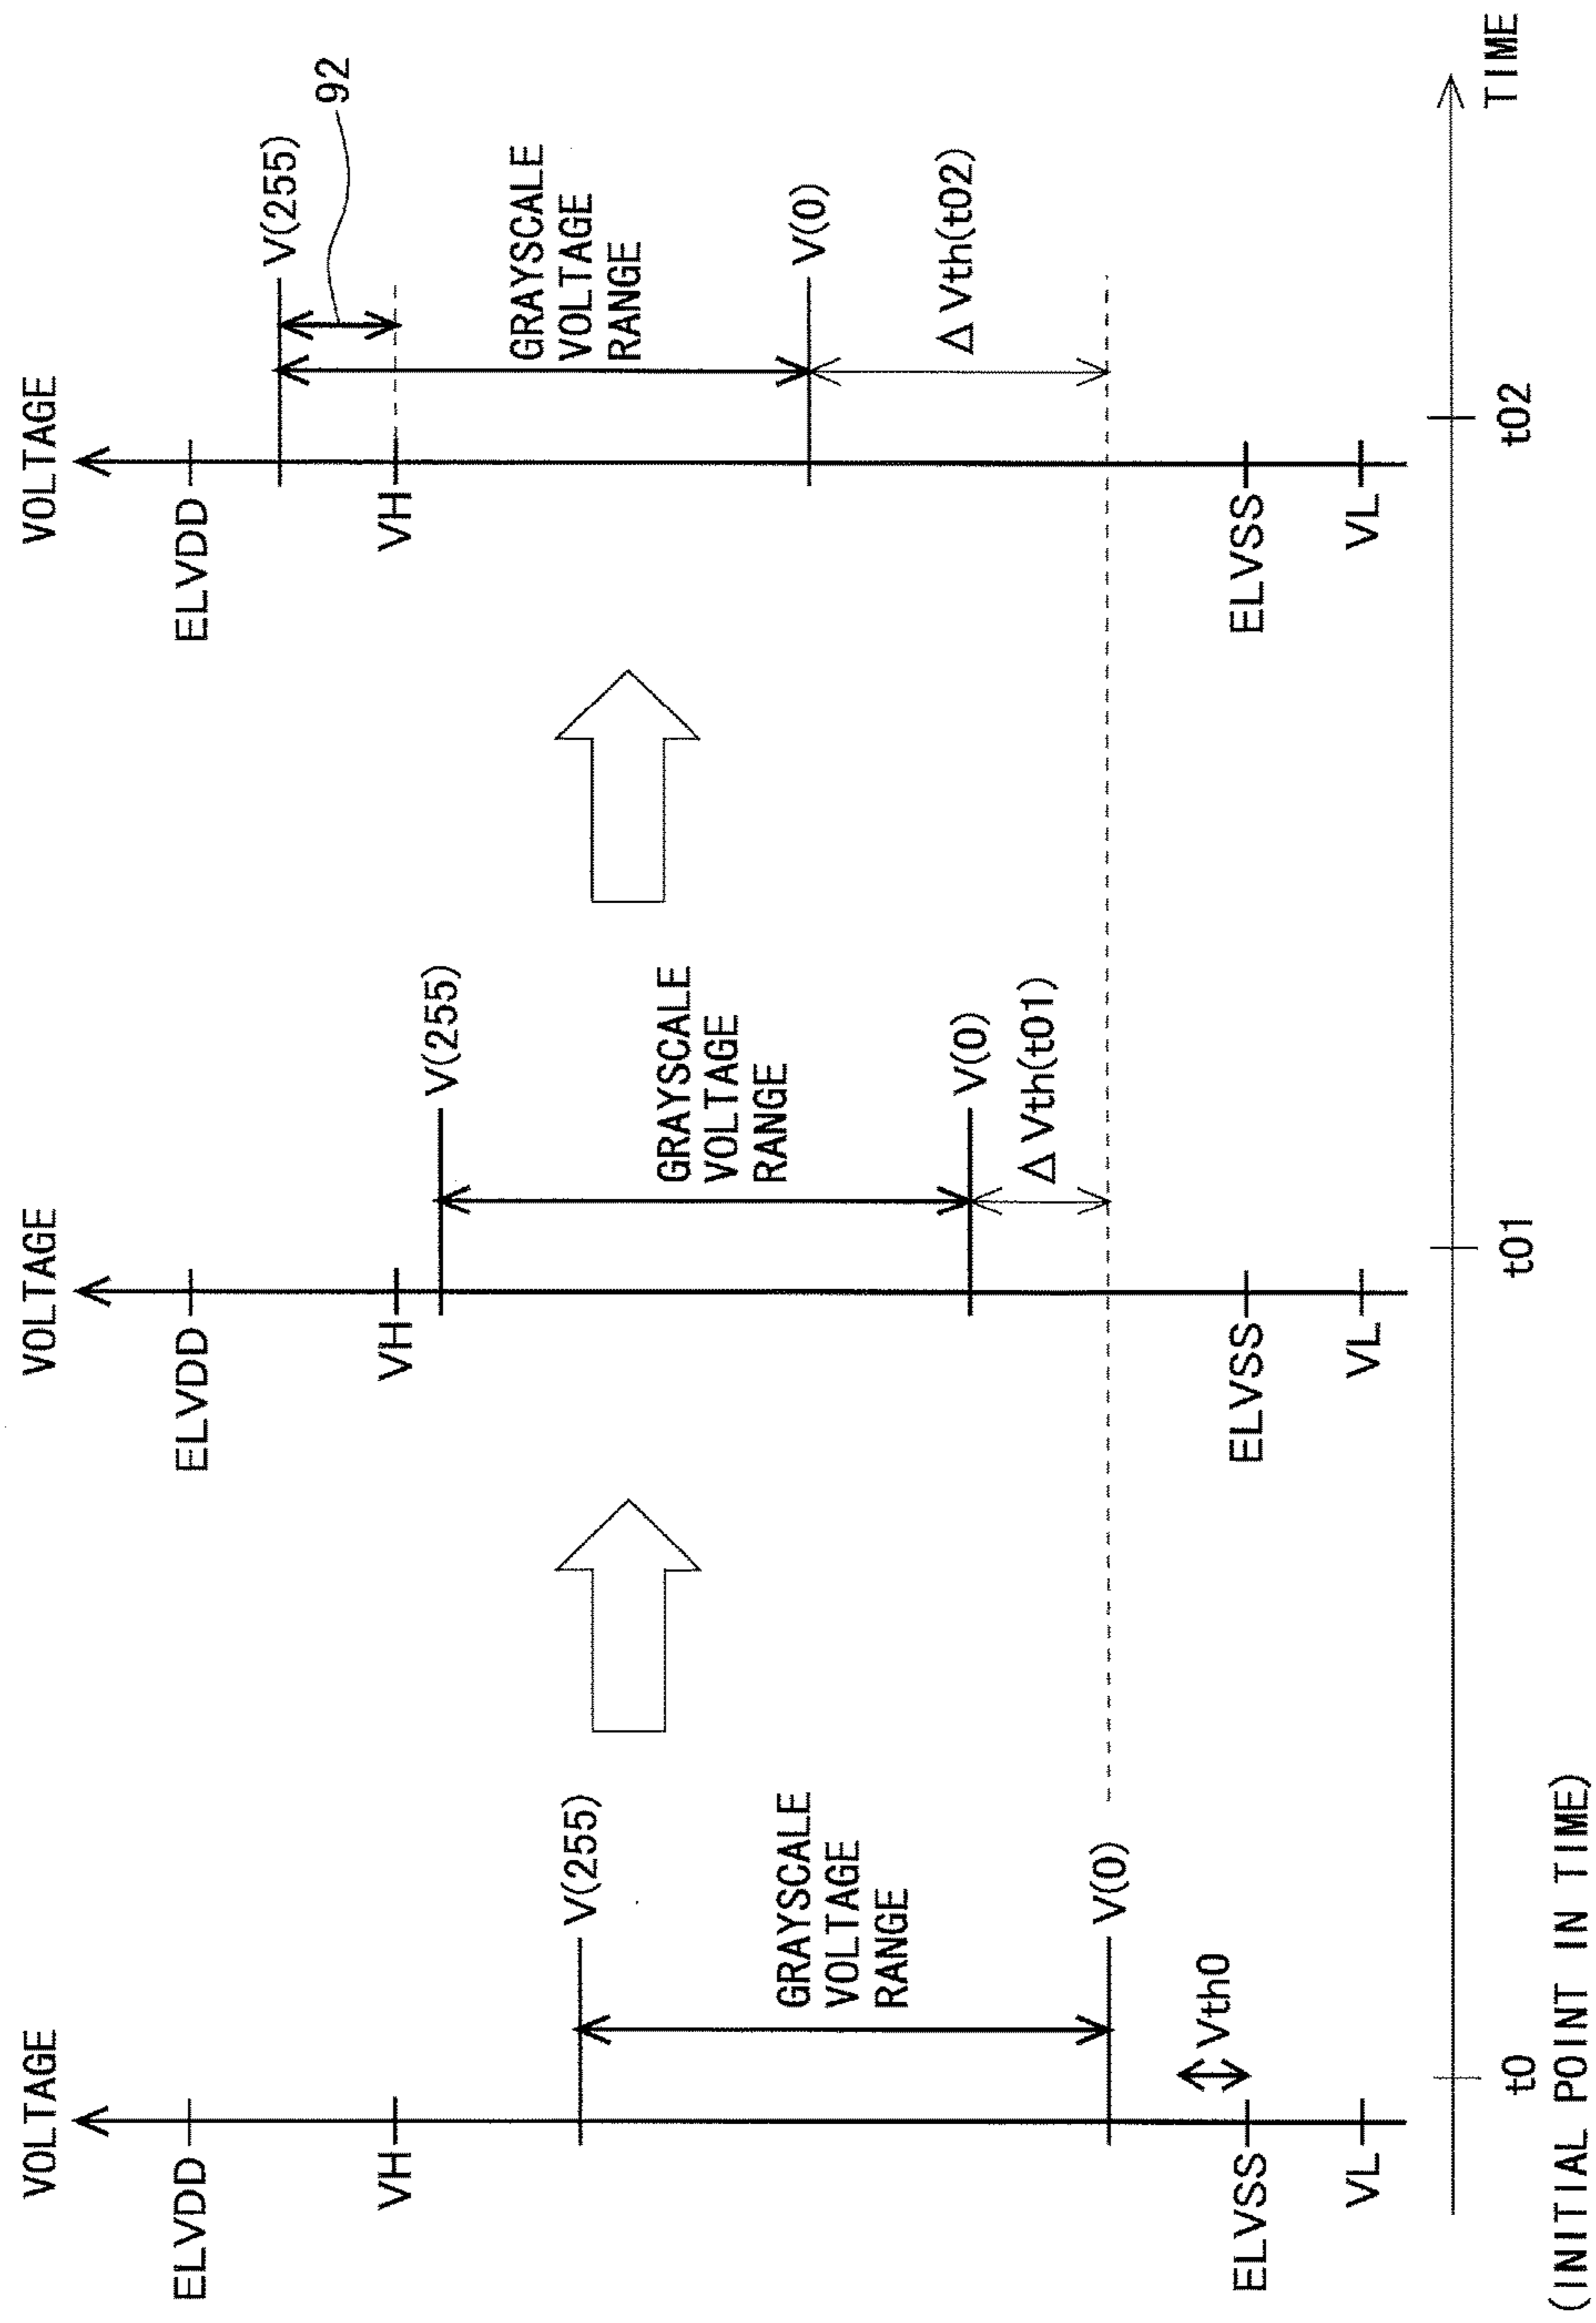 VOLTAGE
ELVDD
VH
V(255)
GRAYSCALE
VOLTAGE
RANGE
V(0)
Vth0
ELVSS
VL
t0
(INITIAL POINT IN TIME)
VOLTAGE
ELVDD
VH
V(255)
GRAYSCALE
VOLTAGE
RANGE
V(0)
Δ Vth(t01)
ELVSS
VL
t01
VOLTAGE
ELVDD
V(255)
92
VH
GRAYSCALE
VOLTAGE
RANGE
V(0)
Δ Vth(t02)
ELVSS
VL
t02
TIME